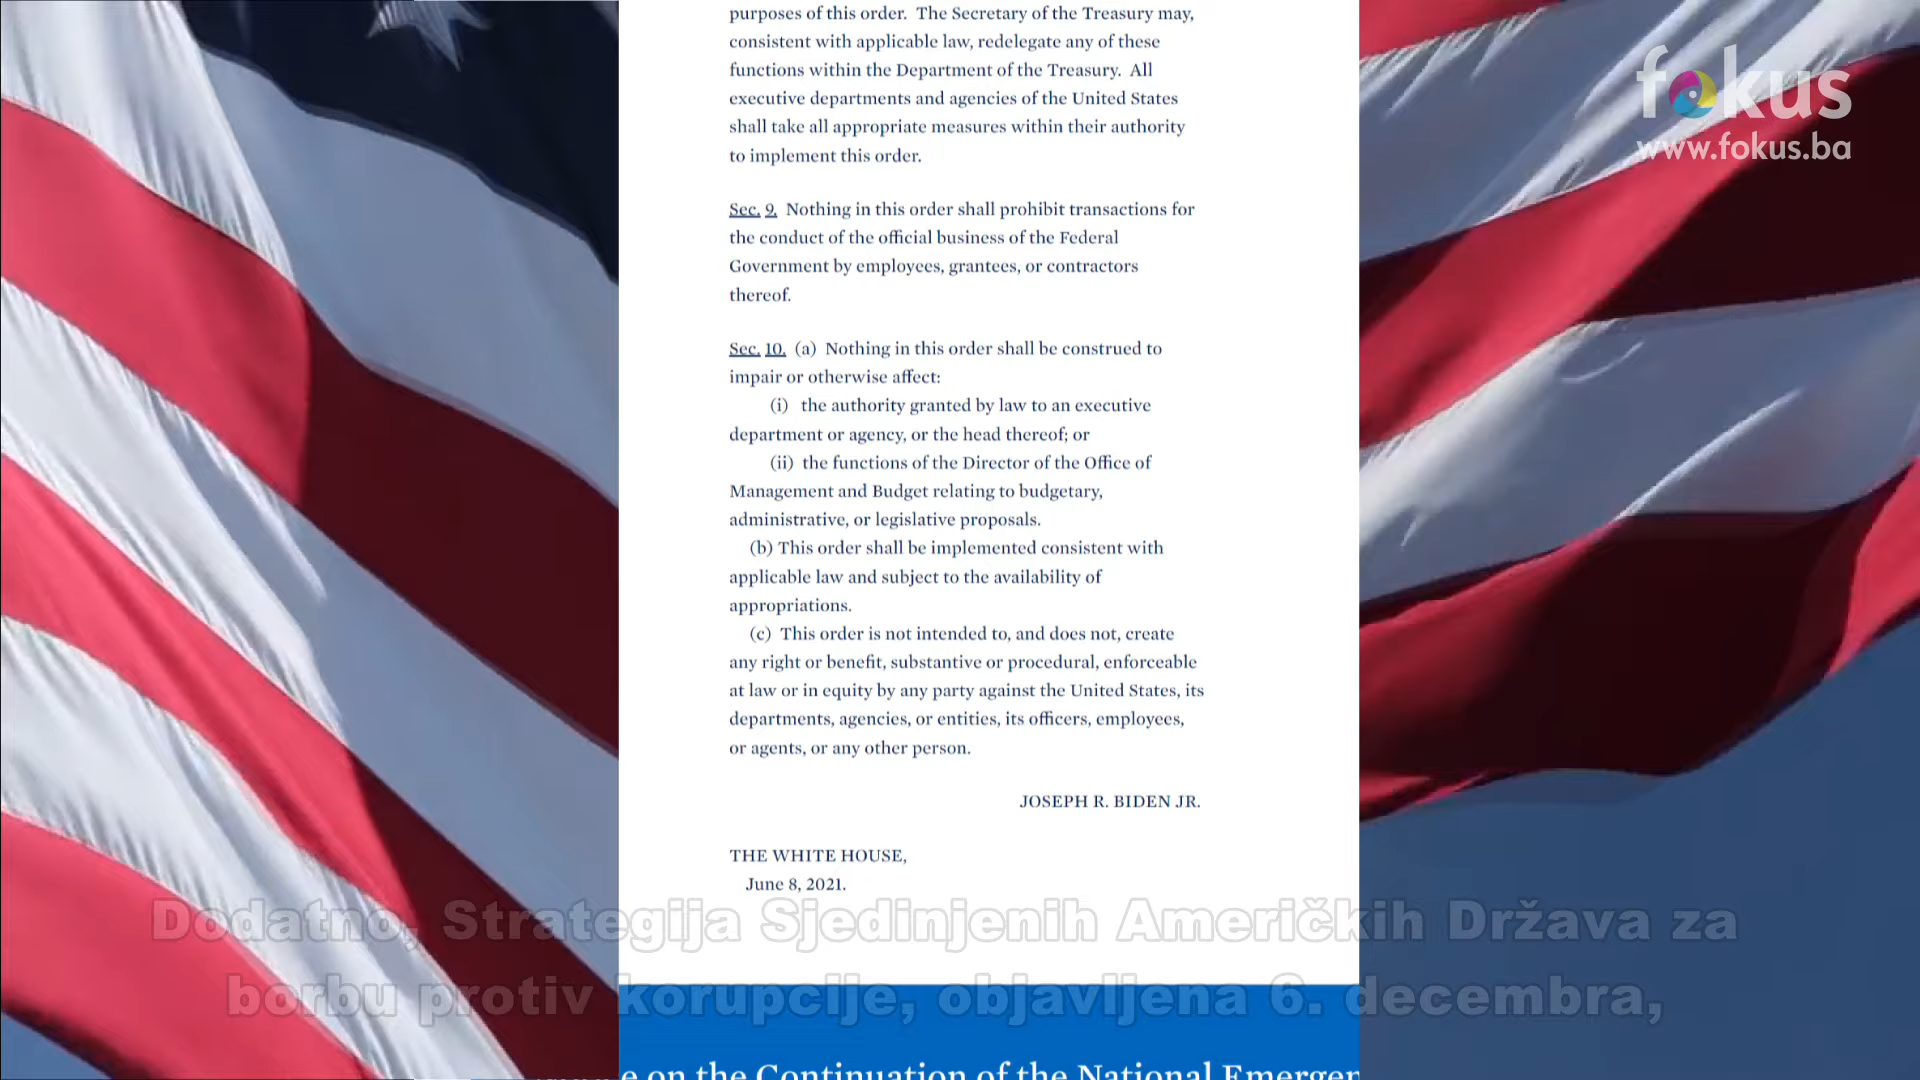 purposes of this order. The Secretary of the Treasury may,
consistent with applicable law, redelegate any of these
functions within the Department of the Treasury. All
executive departments and agencies of the United States
shall take all appropriate measures within their authority
to implement this order.
Sec. 9. Nothing in this order shall prohibit transactions for
the conduct of the official business of the Federal
Government by employees, grantees, or contractors
thereof.
Sec. 10. (a) Nothing in this order shall be construed to
impair or otherwise affect:
(i) the authority granted by law to an executive
department or agency, or the head thereof; or
(ii) the functions of the Director of the Office of
Management and Budget relating to budgetary,
administrative, or legislative proposals.
(b) This order shall be implemented consistent with
applicable law and subject to the availability of
appropriations.
(c) This order is not intended to, and does not, create
any right or benefit, substantive or procedural, enforceable
at law or in equity by any party against the United States, its
departments, agencies, or entities, its officers, employees,
or agents, or any other person.
JOSEPH R. BIDEN JR.
THE WHITE HOUSE,
June 8, 2021.
fokus
www.fokus.ba
Dodatno, Strategija Sjedinjenih Američkih Država za
borbu protiv korupcije, objavljena 6. decembra,
on the Continuation of the National